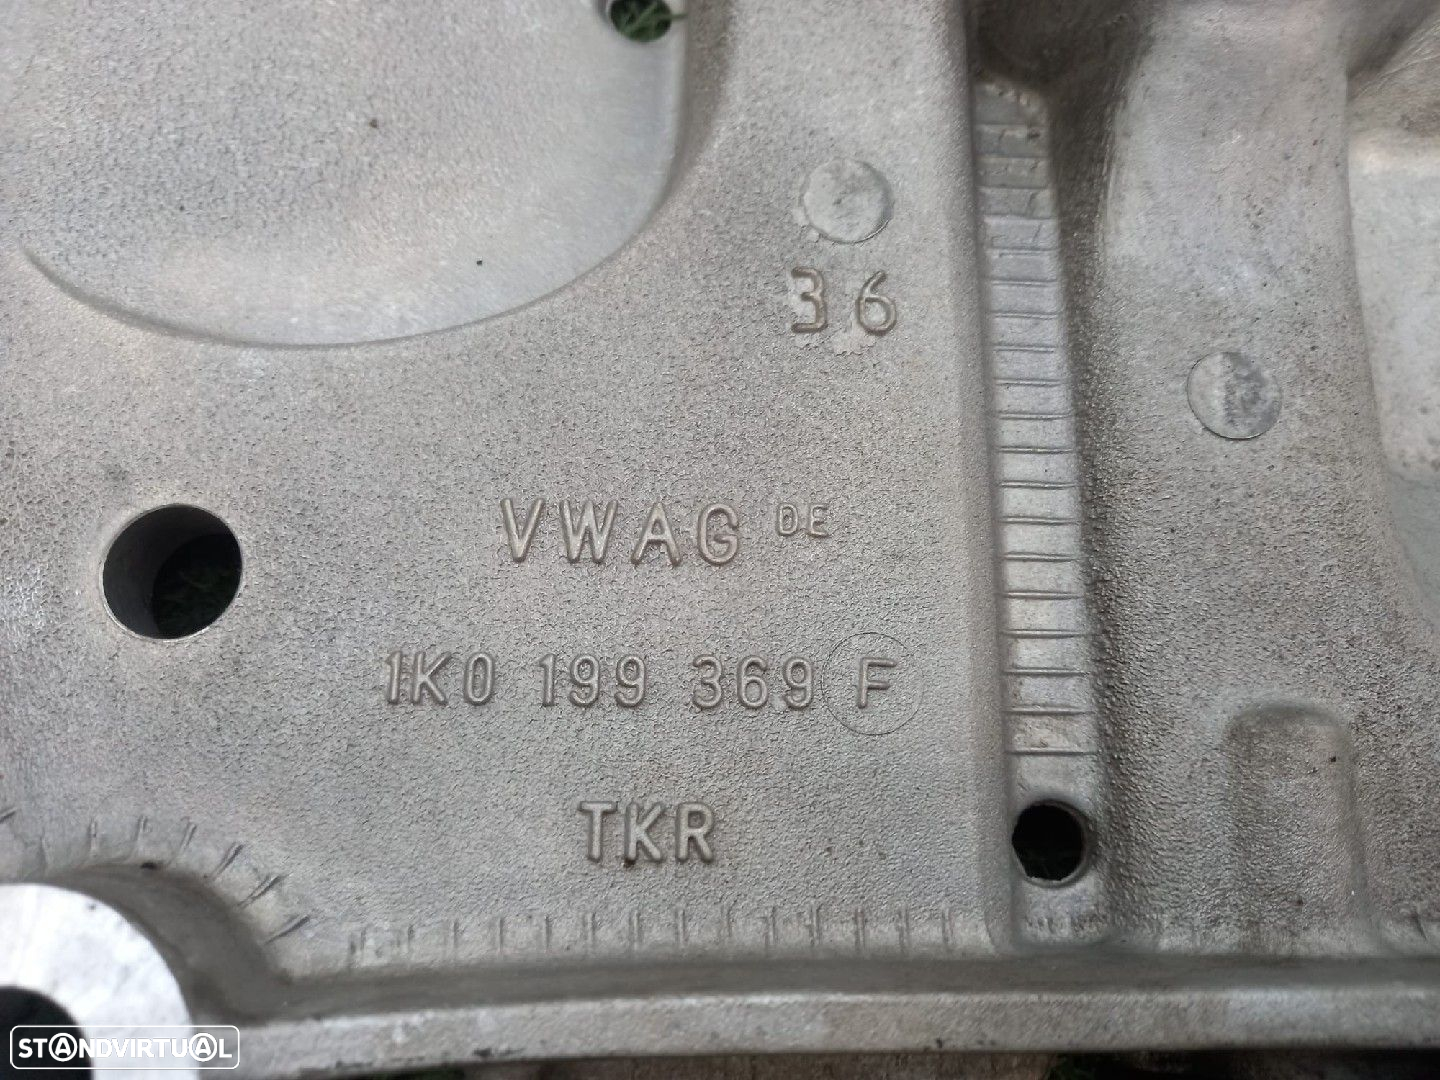 36
VWAG DE
1K0 199 369 F
TKR
STANDVIRTUAL